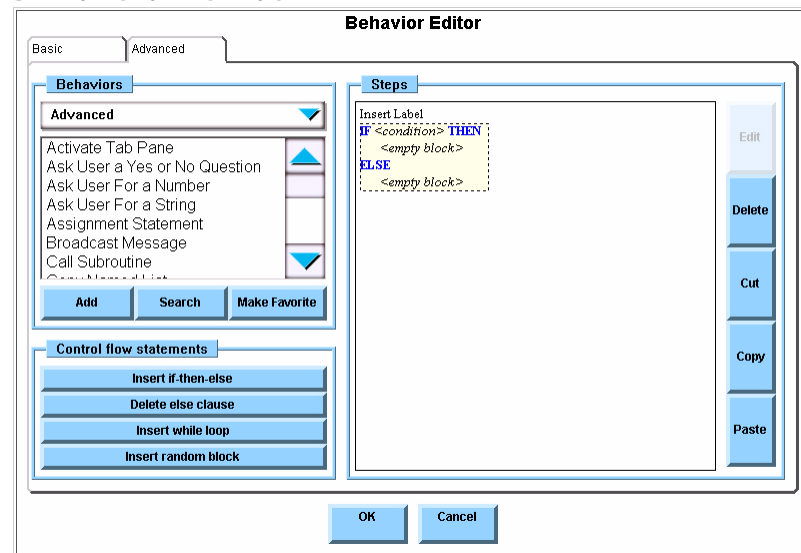 Behavior Editor
Basic
Advanced
Behaviors
Advanced
Activate Tab Pane
Ask User a Yes or No Question
Ask User For a Number
Ask User For a String
Assignment Statement
Broadcast Message
Call Subroutine
Add
Search
Make Favorite
Control flow statements
Insert if-then-else
Delete else clause
Insert while loop
Insert random block
Steps
Insert Label
IF <condition> THEN
<empty block>
ELSE
<empty block>
Edit
Delete
Cut
Copy
Paste
OK
Cancel